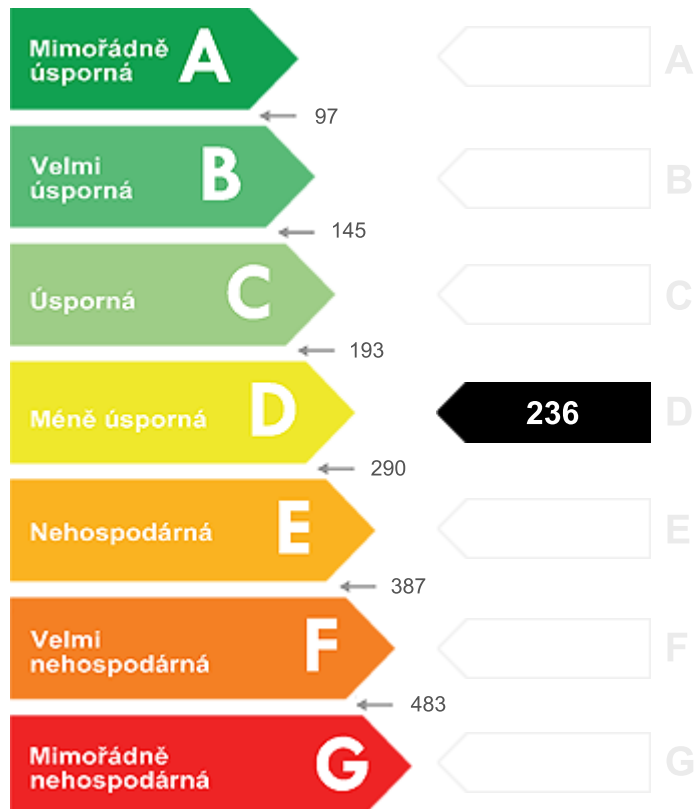 Mimořádně
úsporná
A
A
97
Velmi
úsporná
B
B
145
Úsporná
C
C
193
Méně úsporná
D
236
D
290
Nehospodárná
E
E
387
Velmi
nehospodárná
F
F
483
Mimořádně
nehospodárná
G
G